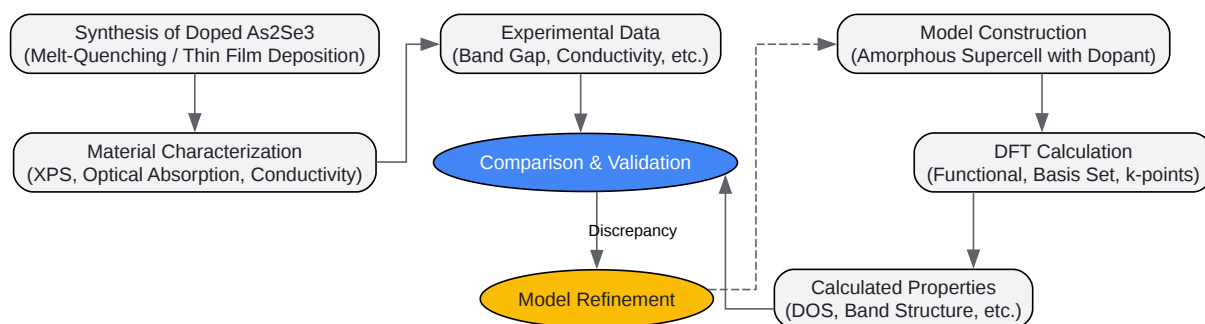 Synthesis of Doped As2Se3
(Melt-Quenching / Thin Film Deposition)
Experimental Data
(Band Gap, Conductivity, etc.)
Model Construction
(Amorphous Supercell with Dopant)
Material Characterization
(XPS, Optical Absorption, Conductivity)
Comparison & Validation
DFT Calculation
(Functional, Basis Set, k-points)
Discrepancy
Model Refinement
Calculated Properties
(DOS, Band Structure, etc.)